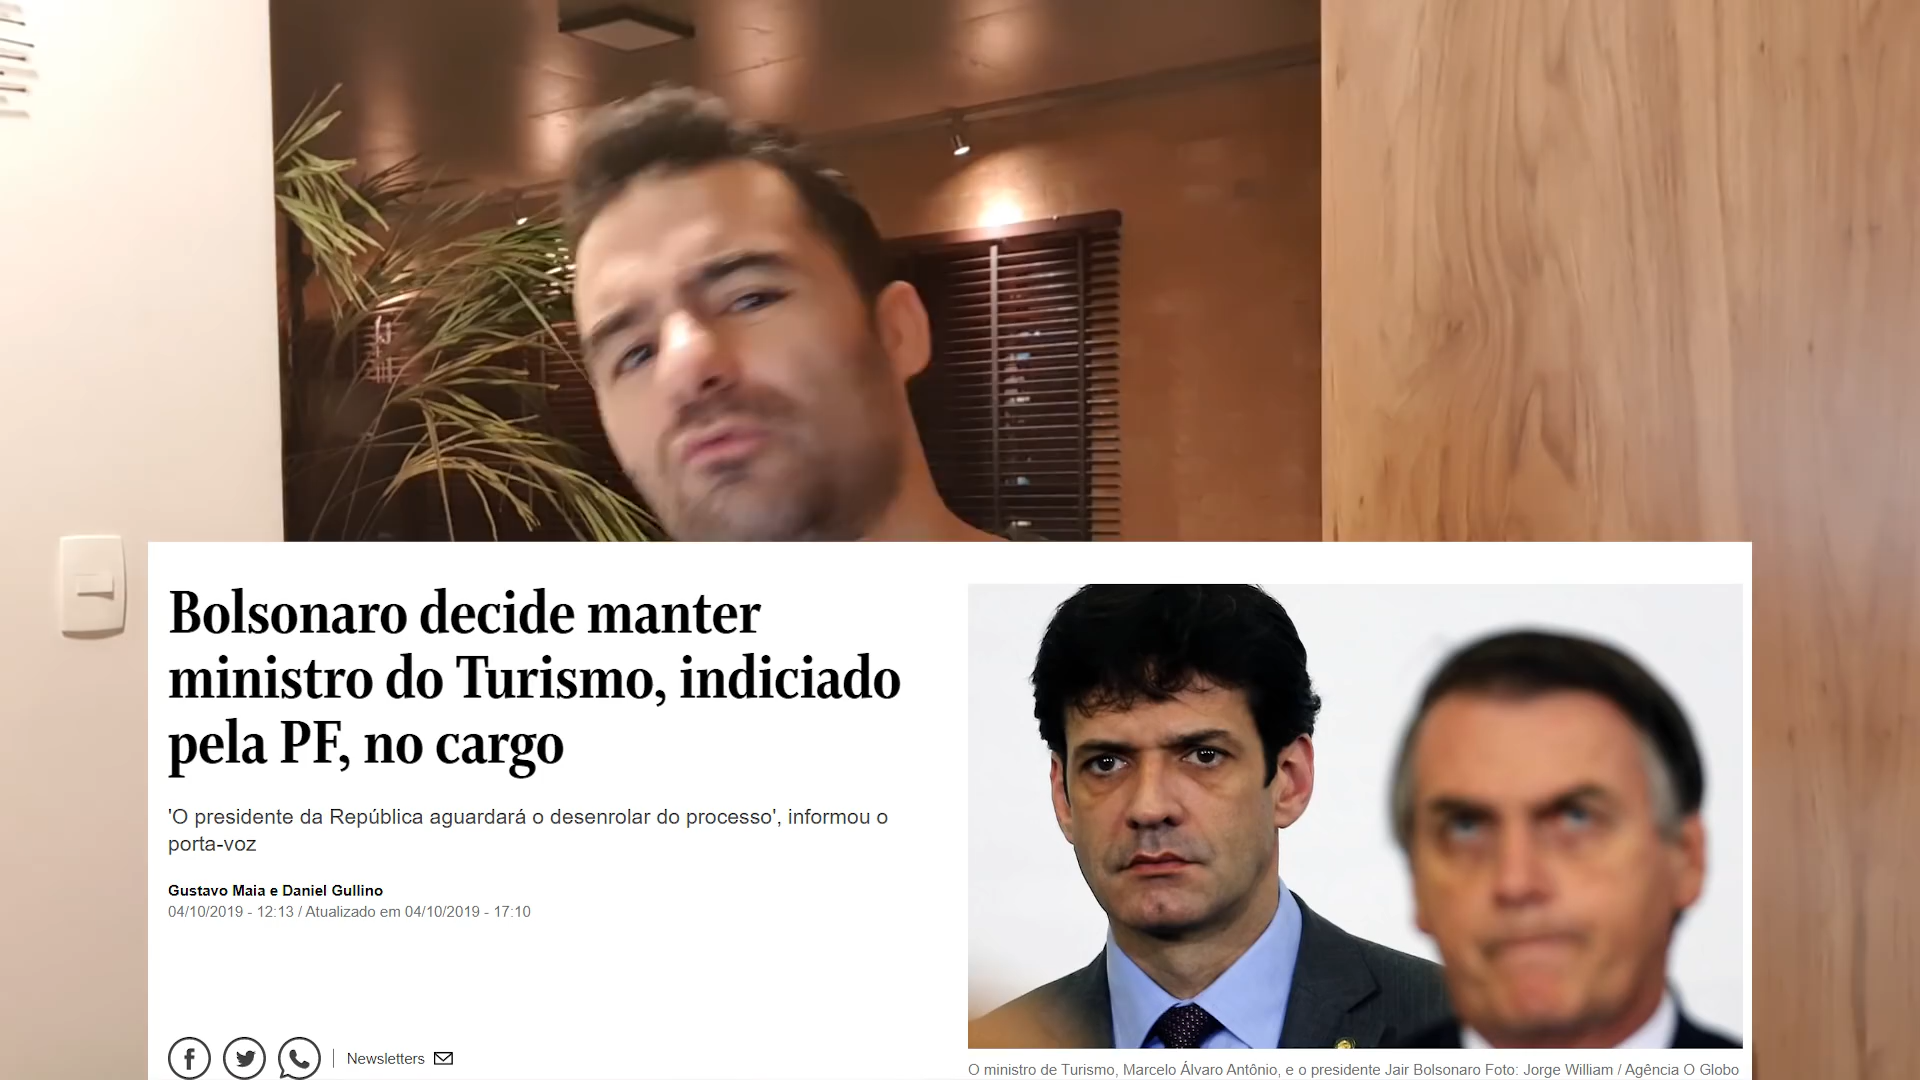 Bolsonaro decide manter
ministro do Turismo, indiciado
pela PF, no cargo
'O presidente da República aguardará o desenrolar do processo', informou o
porta-voz
Gustavo Maia e Daniel Gullino
04/10/2019 - 12:13 / Atualizado em 04/10/2019 - 17:10
Newsletters
O ministro de Turismo, Marcelo Álvaro Antônio, e o presidente Jair Bolsonaro Foto: Jorge William / Agência O Globo